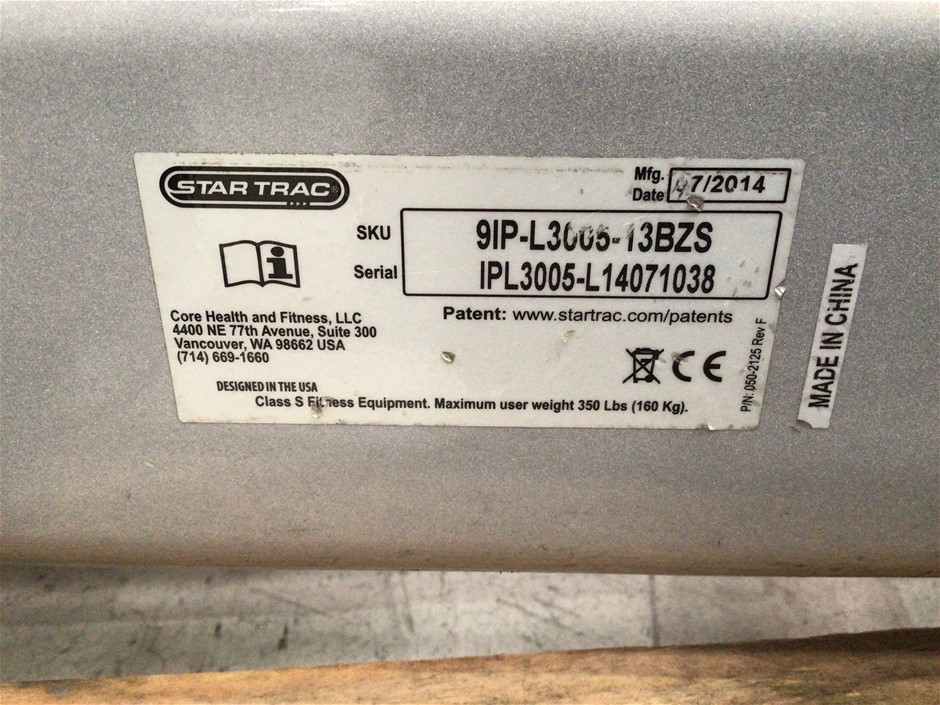 STAR TRAC®
Mfg.
Date
7/2014
SKU
9IP-L3005-13BZS
Serial
IPL3005-L14071038
Core Health and Fitness, LLC
4400 NE 77th Avenue, Suite 300
Vancouver, WA 98662 USA
(714) 669-1660
Patent: www.startrac.com/patents
CE
DESIGNED IN THE USA
Class S Fitness Equipment. Maximum user weight 350 Lbs (160 Kg).
P/N: 050-2125 Rev F
MADE IN CHINA